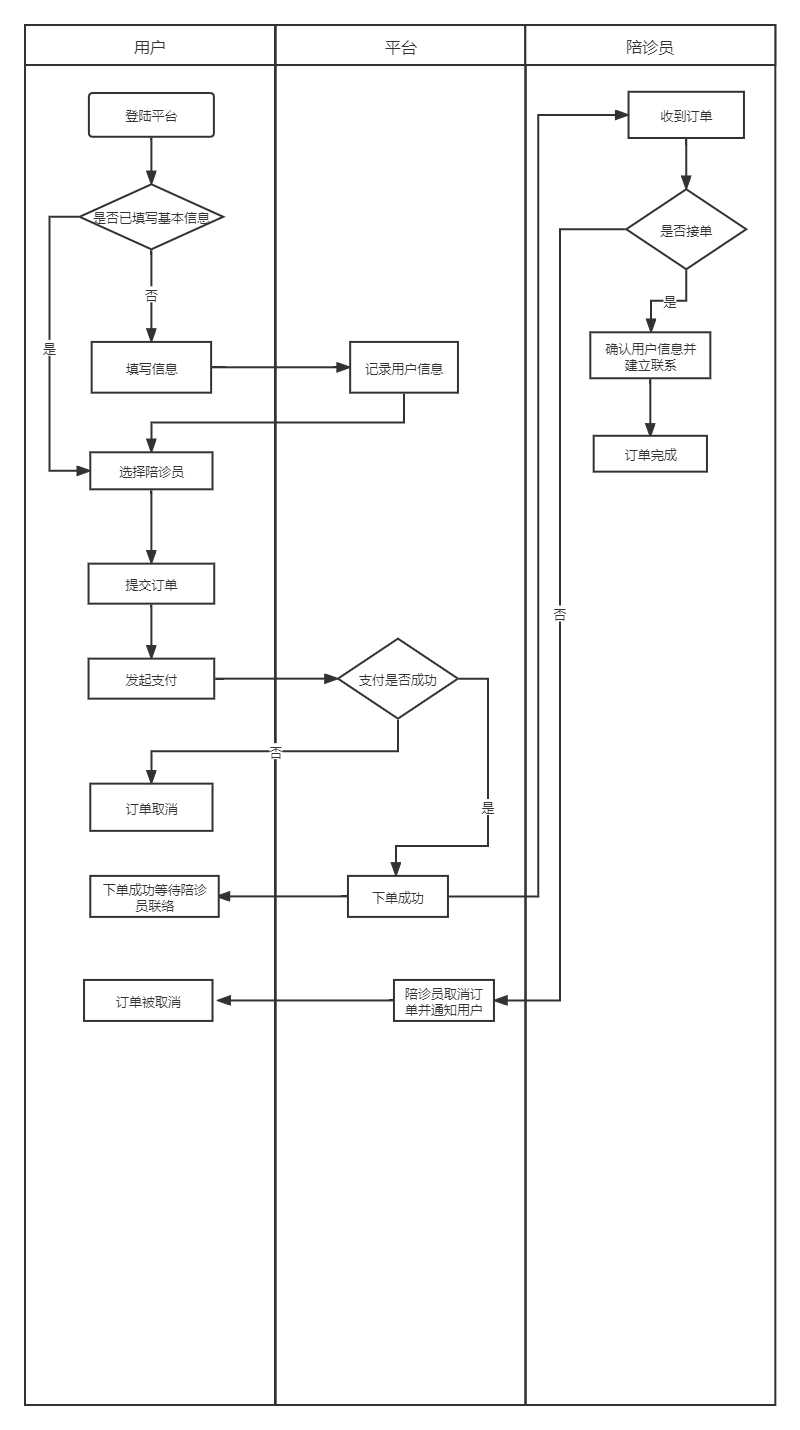 用户
平台
陪诊员
登陆平台
收到订单
是否已填写基本信息
是否接单
否
是
是
填写信息
记录用户信息
确认用户信息并
建立联系
选择陪诊员
订单完成
提交订单
否
发起支付
支付是否成功
否
订单取消
是
下单成功等待陪诊
员联络
下单成功
订单被取消
陪诊员取消订
单并通知用户